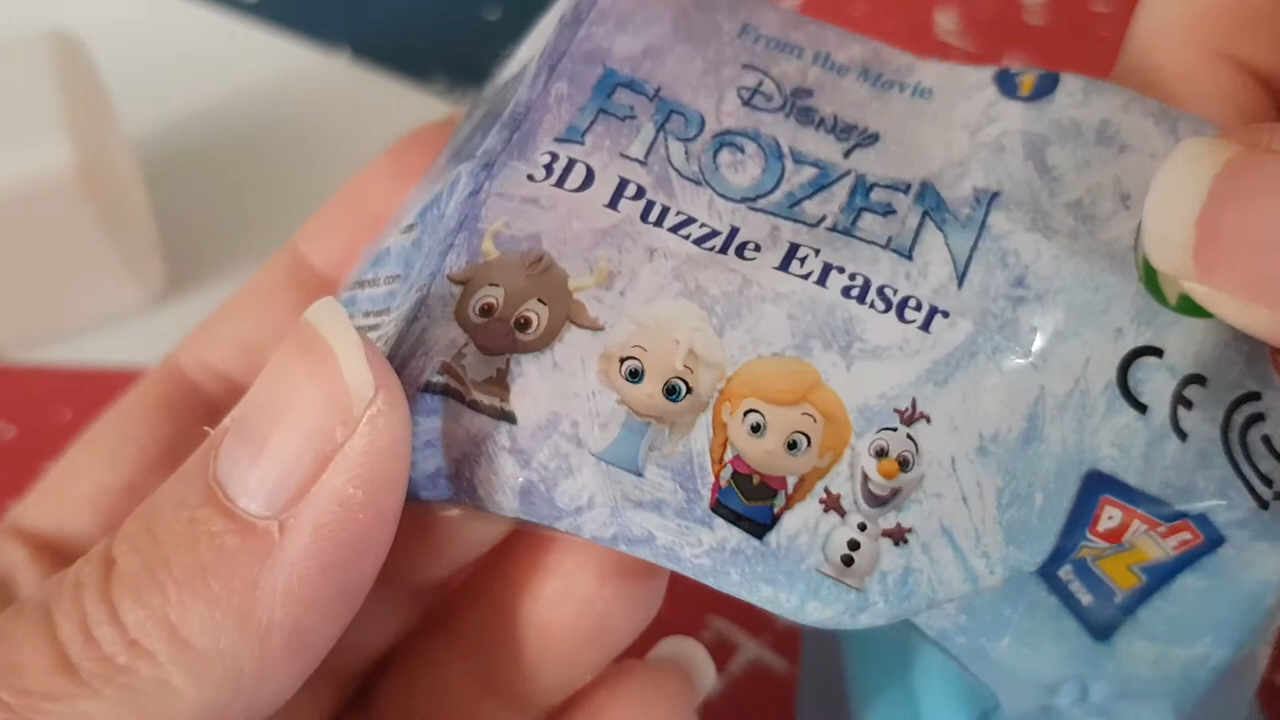 From the Movie
1
Disney
FROZEN
3D Puzzle Eraser
CE